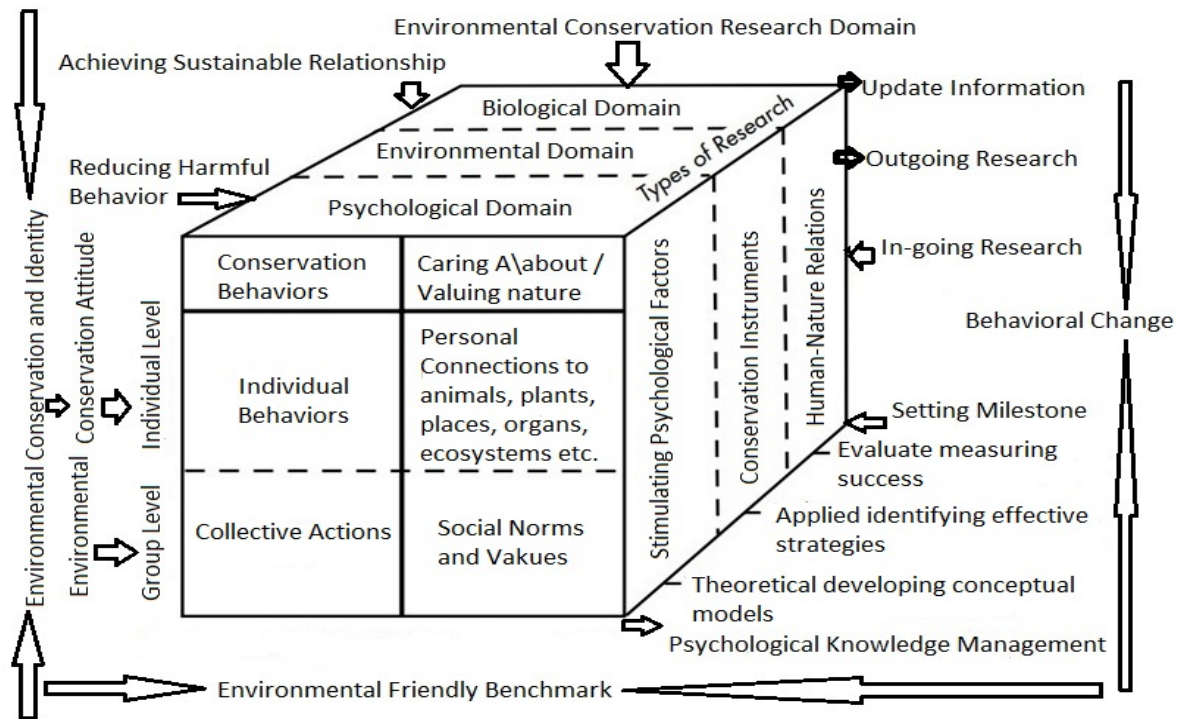 Environmental Conservation Research Domain
Achieving Sustainable Relationship
Update Information
Biological Domain
Types of Research
Environmental Domain
Outgoing Research
Reducing Harmful
Behavior
Psychological Domain
In-going Research
Conservation
Behaviors
Caring A\about /
Valuing nature
Behavioral Change
Individual
Behaviors
Personal
Connections to
animals, plants,
places, organs,
ecosystems etc.
Collective Actions
Social Norms
and Vakues
Stimulating Psychological Factors
Conservation Instruments
Human-Nature Relations
Environmental Conservation and Identity
Environmental Conservation Attitude
Individual Level
Group Level
Setting Milestone
Evaluate measuring
success
Applied identifying effective
strategies
Theoretical developing conceptual
models
Psychological Knowledge Management
Environmental Friendly Benchmark